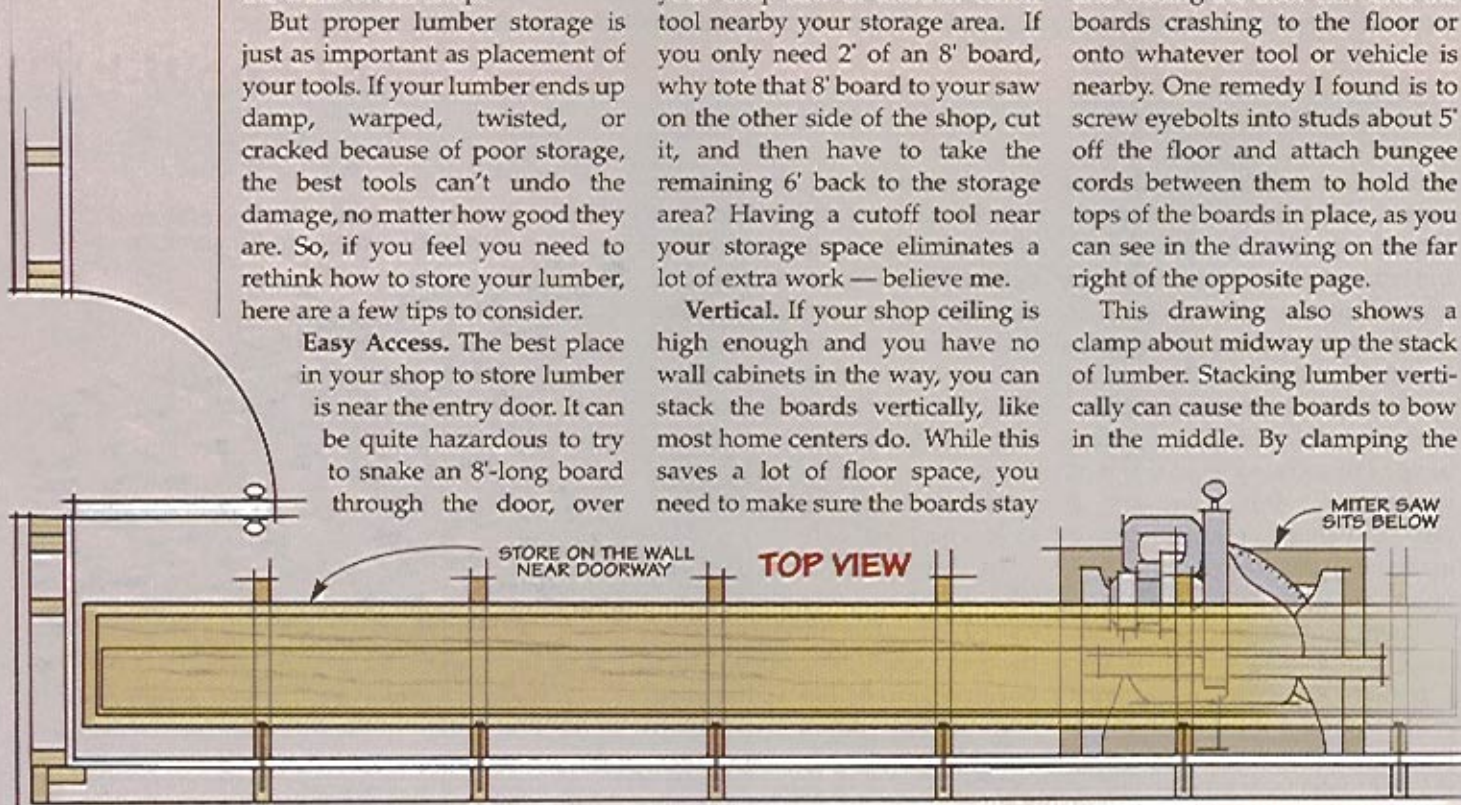 But proper lumber storage is
just as important as placement of
your tools. If your lumber ends up
damp, warped, twisted, or
cracked because of poor storage,
the best tools can't undo the
damage, no matter how good they
are. So, if you feel you need to
rethink how to store your lumber,
here are a few tips to consider.
Easy Access. The best place
in your shop to store lumber
is near the entry door. It can
be quite hazardous to try
to snake an 8'-long board
through the door, over
tool nearby your storage area. If
you only need 2' of an 8' board,
why tote that 8' board to your saw
on the other side of the shop, cut
it, and then have to take the
remaining 6' back to the storage
area? Having a cutoff tool near
your storage space eliminates a
lot of extra work — believe me.
Vertical. If your shop ceiling is
high enough and you have no
wall cabinets in the way, you can
stack the boards vertically, like
most home centers do. While this
saves a lot of floor space, you
need to make sure the boards stay
boards crashing to the floor or
onto whatever tool or vehicle is
nearby. One remedy I found is to
screw eyebolts into studs about 5'
off the floor and attach bungee
cords between them to hold the
tops of the boards in place, as you
can see in the drawing on the far
right of the opposite page.
This drawing also shows a
clamp about midway up the stack
of lumber. Stacking lumber verti-
cally can cause the boards to bow
in the middle. By clamping the
STORE ON THE WALL
NEAR DOORWAY
TOP VIEW
MITER SAW
SITS BELOW